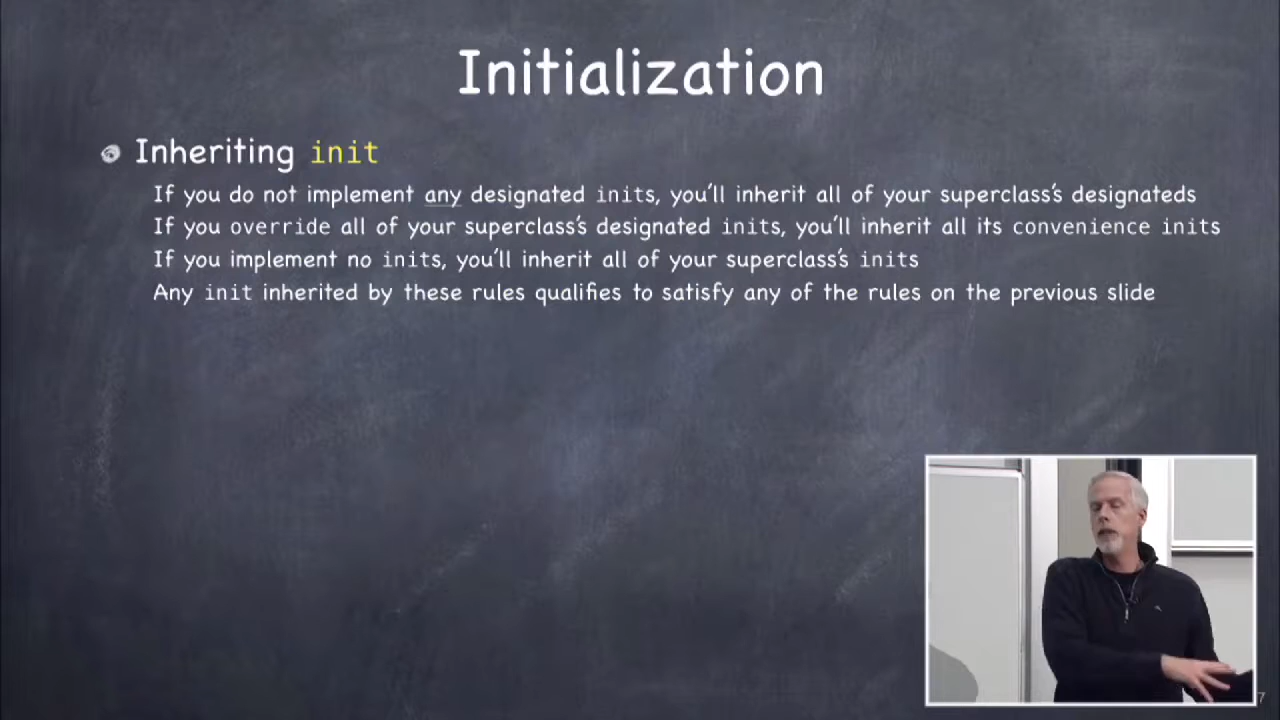 Initialization
Inheriting init
If you do not implement any designated inits, you'll inherit all of your superclass's designateds
If you override all of your superclass's designated inits, you'll inherit all its convenience inits
If you implement no inits, you'll inherit all of your superclass's inits
Any init inherited by these rules qualifies to satisfy any of the rules on the previous slide